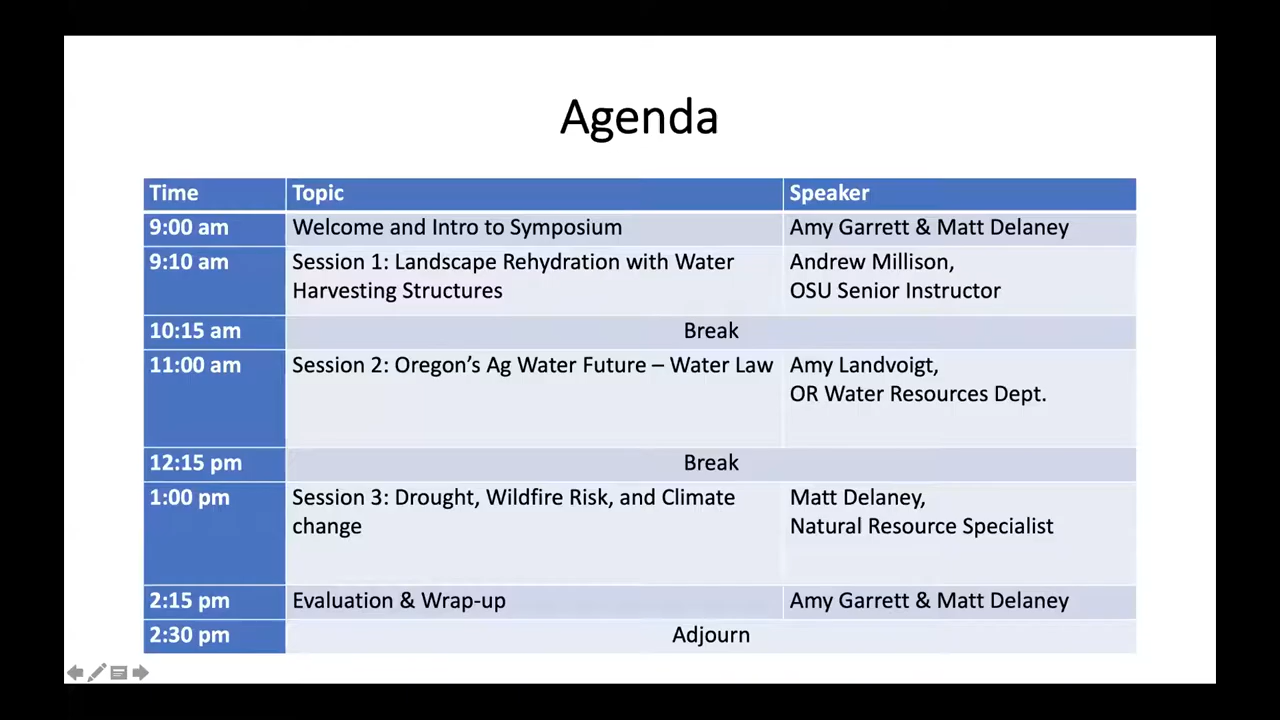 Agenda
Time Topic Speaker
9:00 am Welcome and Intro to Symposium Amy Garrett & Matt Delaney
9:10 am Session 1: Landscape Rehydration with Water Andrew Millison,
Harvesting Structures OSU Senior Instructor
10:15 am Break
11:00 am Session 2: Oregon’s Ag Water Future – Water Law Amy Landvoigt,
OR Water Resources Dept.
12:15 pm Break
1:00 pm Session 3: Drought, Wildfire Risk, and Climate Matt Delaney,
change Natural Resource Specialist
2:15 pm Evaluation & Wrap-up Amy Garrett & Matt Delaney
2:30 pm Adjourn